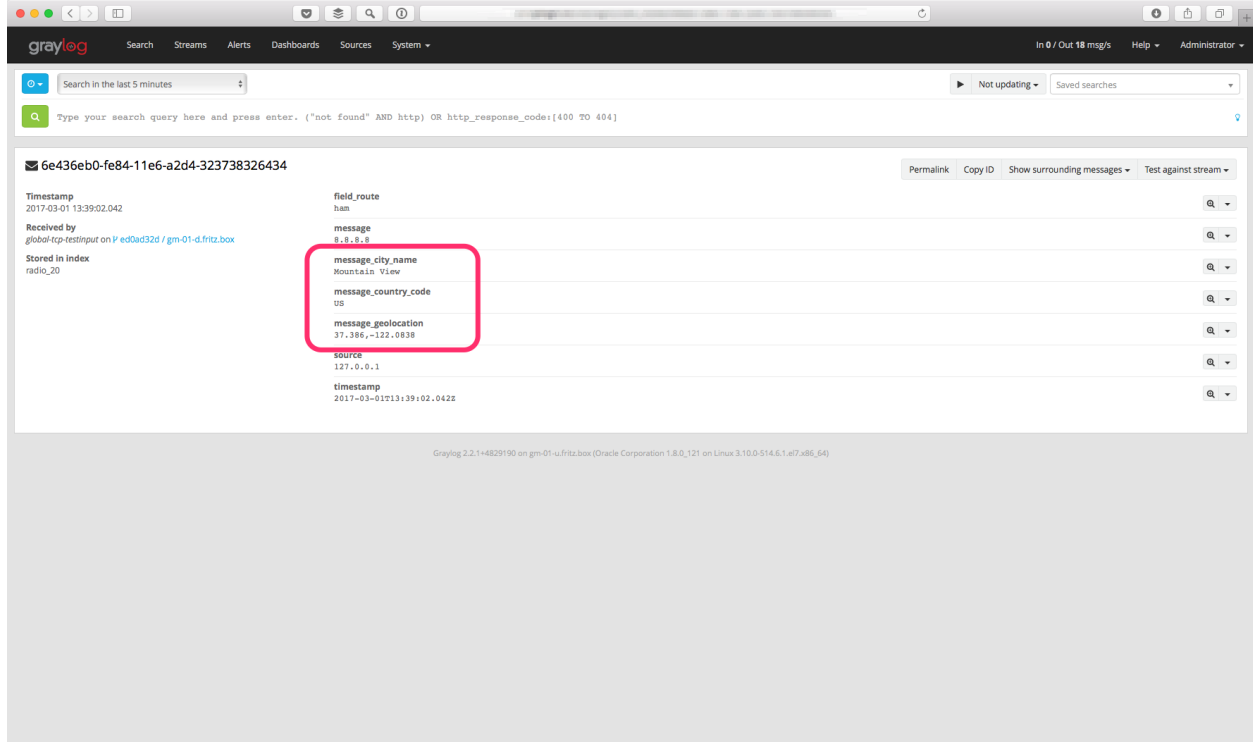 graylog Search Streams Alerts Dashboards Sources System In 0 / Out 18 msg/s Help Administrator
Search in the last 5 minutes Not updating Saved searches
Type your search query here and press enter. ("not found" AND http) OR http_response_code:[400 TO 404]
6e436eb0-fe84-11e6-a2d4-323738326434 Permalink Copy ID Show surrounding messages Test against stream
Timestamp
2017-03-01 13:39:02.042
Received by
global-tcp-testinput on ed0ad32d / gm-01-d.fritz.box
Stored in index
radio_20
field_route
ham
message
8.8.8.8
message_city_name
Mountain View
message_country_code
US
message_geolocation
37.386,-122.0838
source
127.0.0.1
timestamp
2017-03-01T13:39:02.042Z
Graylog 2.2.1+4829190 on gm-01-u.fritz.box (Oracle Corporation 1.8.0_121 on Linux 3.10.0-514.6.1.el7.x86_64)